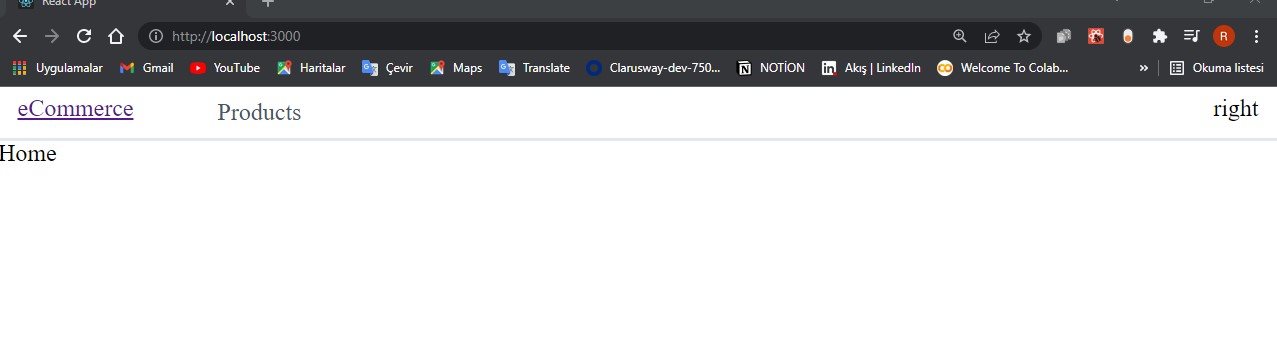 React App
http://localhost:3000
R
Uygulamalar Gmail YouTube Haritalar Çevir Maps Translate Clarusway-dev-750... NOTİON Akış | LinkedIn Welcome To Colab... » Okuma listesi
eCommerce Products right
Home